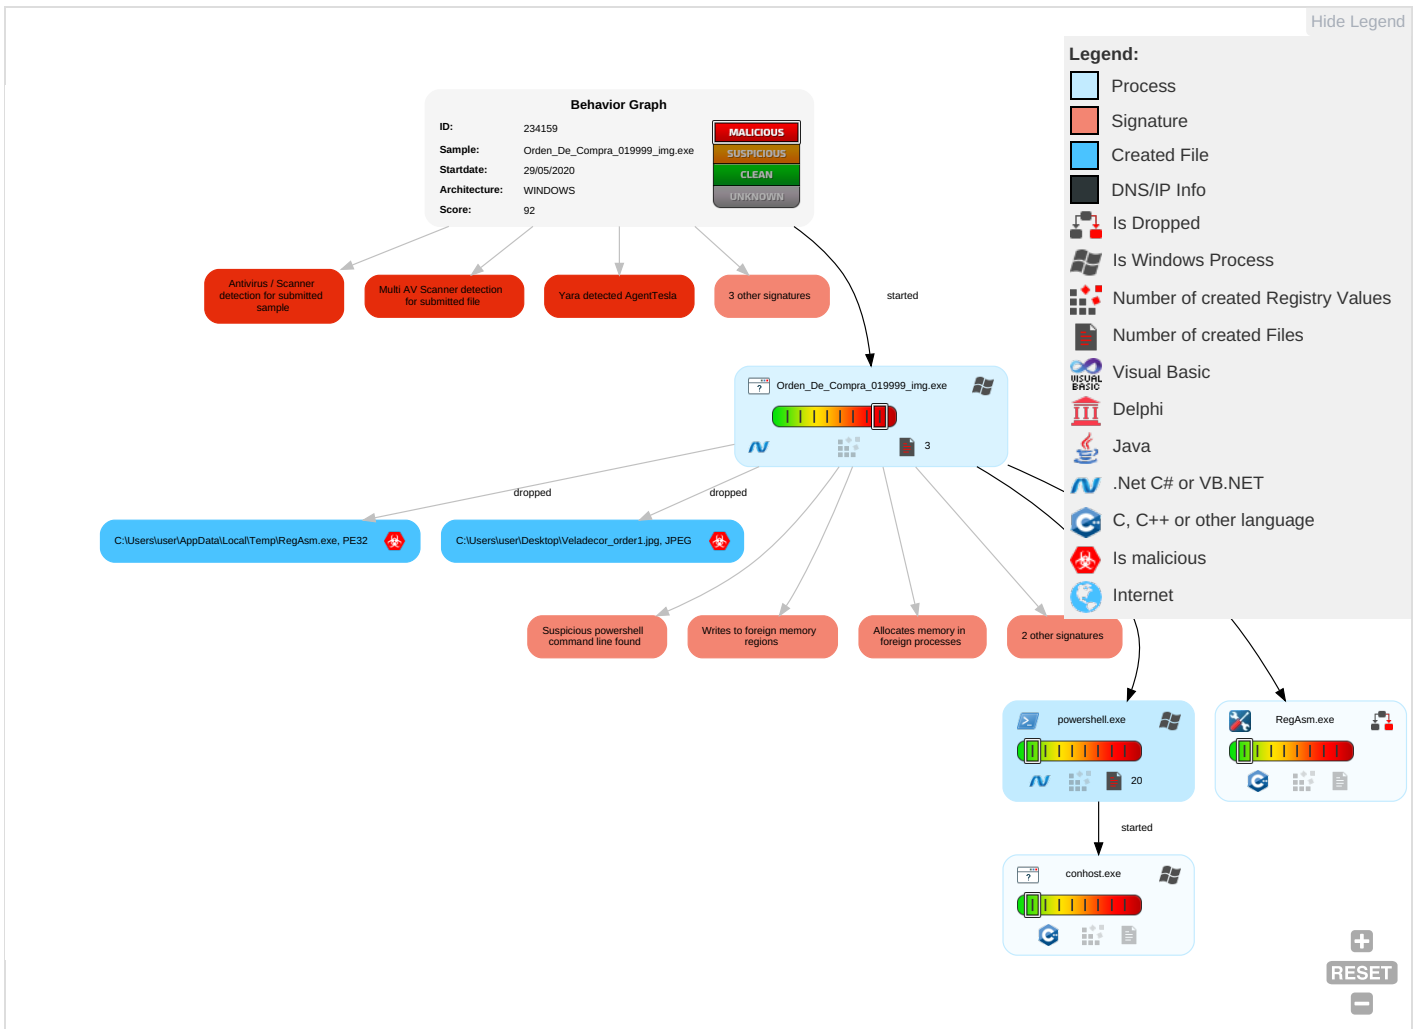 Hide Legend
Legend:
Process
Signature
Created File
DNS/IP Info
Is Dropped
Is Windows Process
Number of created Registry Values
Number of created Files
VISUAL
BASIC
Visual Basic
Delphi
Java
.Net C# or VB.NET
C, C++ or other language
Is malicious
Internet
Behavior Graph
ID: 234159
Sample: Orden_De_Compra_019999_img.exe
Startdate: 29/05/2020
Architecture: WINDOWS
Score: 92
MALICIOUS
SUSPICIOUS
CLEAN
UNKNOWN
Antivirus / Scanner
detection for submitted
sample
Multi AV Scanner detection
for submitted file
Yara detected AgentTesla
3 other signatures
started
Orden_De_Compra_019999_img.exe
3
dropped
dropped
C:\Users\user\AppData\Local\Temp\RegAsm.exe, PE32
C:\Users\user\Desktop\Veladecor_order1.jpg, JPEG
Suspicious powershell
command line found
Writes to foreign memory
regions
Allocates memory in
foreign processes
2 other signatures
powershell.exe
20
RegAsm.exe
started
conhost.exe
RESET